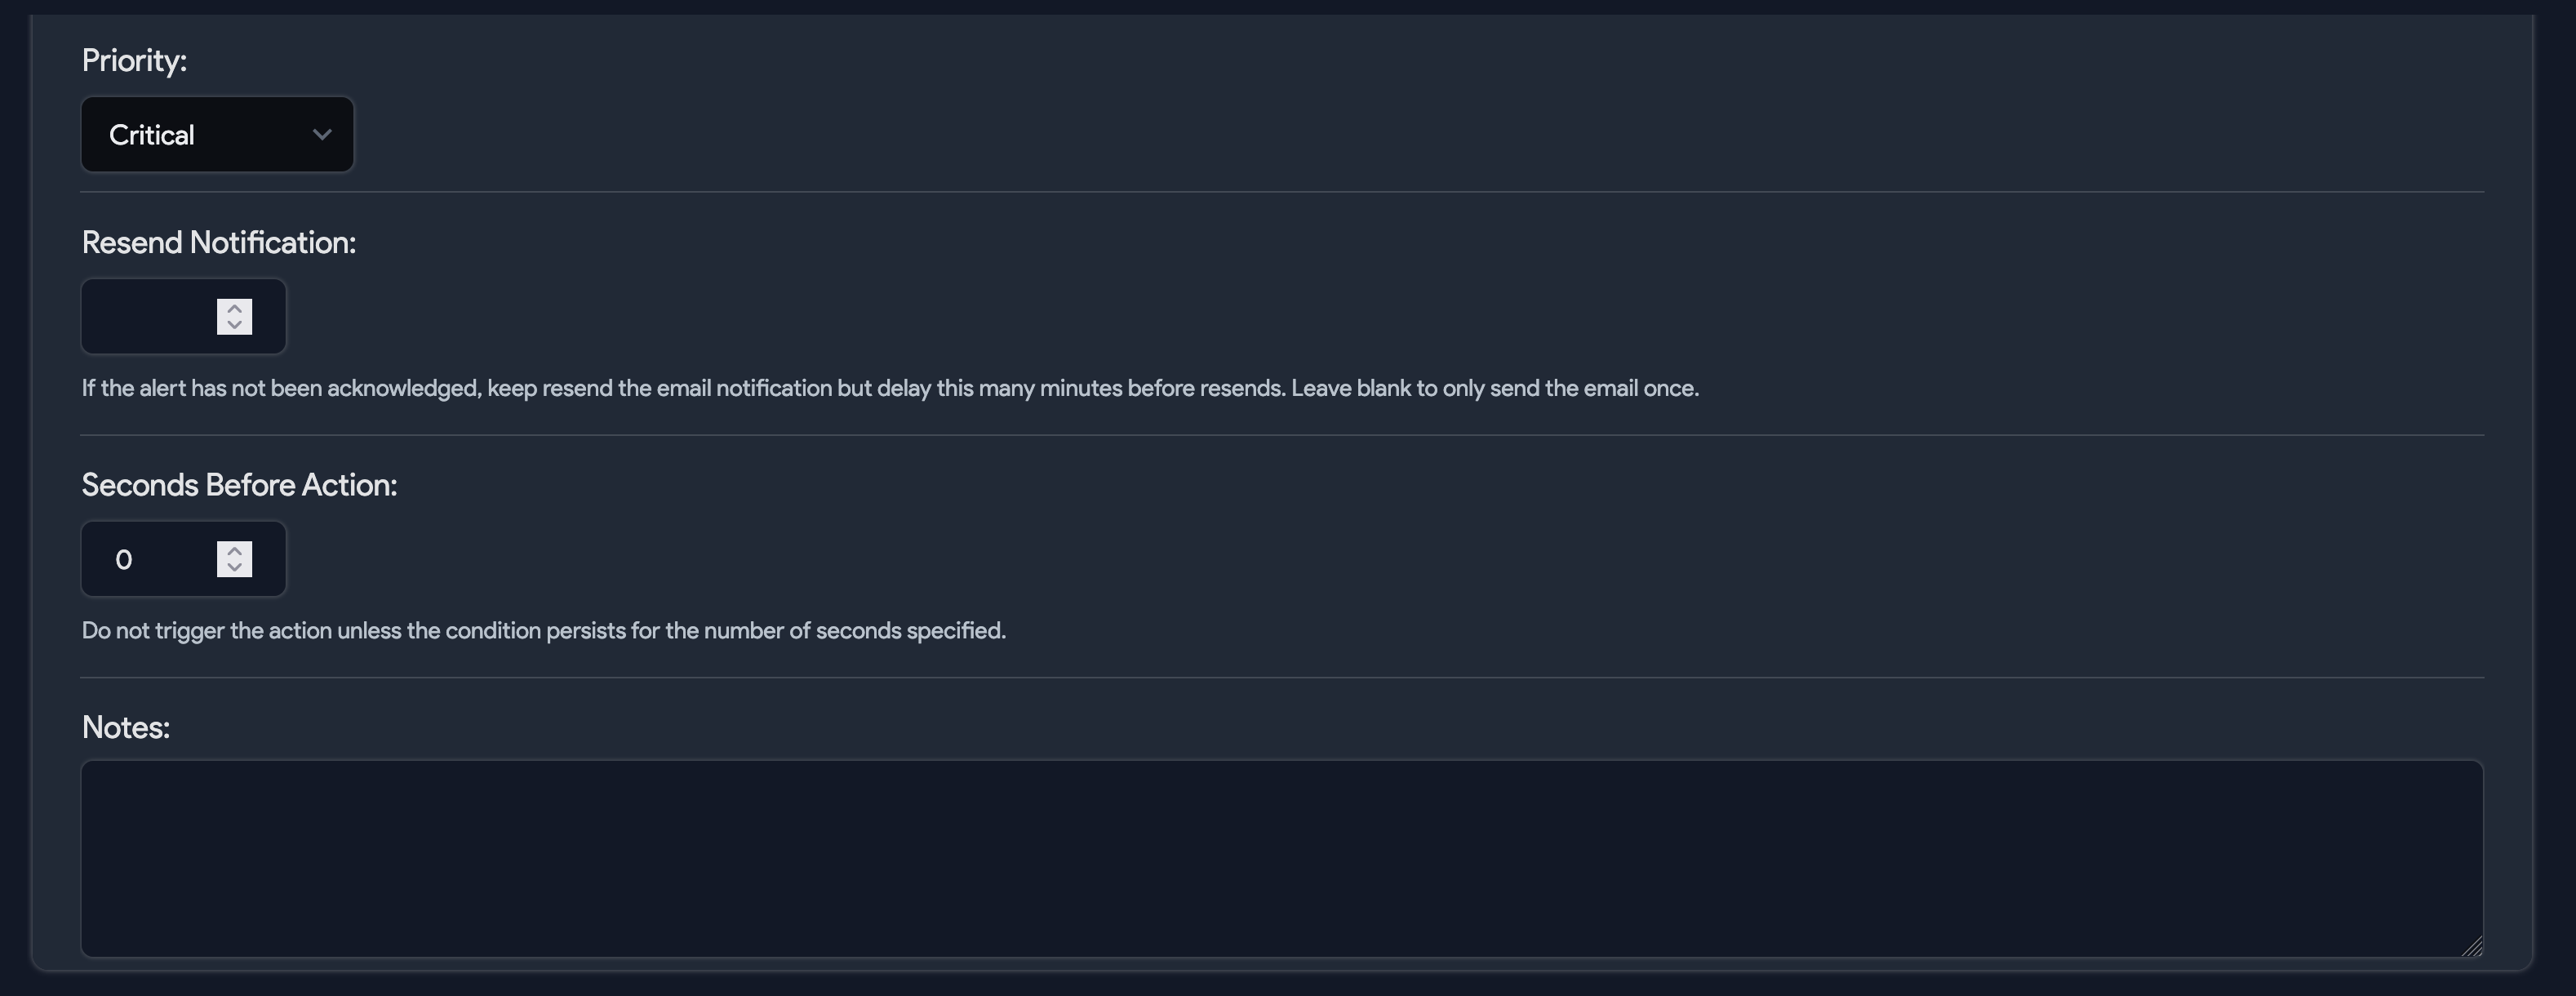 Priority:
Critical
Resend Notification:
If the alert has not been acknowledged, keep resend the email notification but delay this many minutes before resends. Leave blank to only send the email once.
Seconds Before Action:
0
Do not trigger the action unless the condition persists for the number of seconds specified.
Notes: